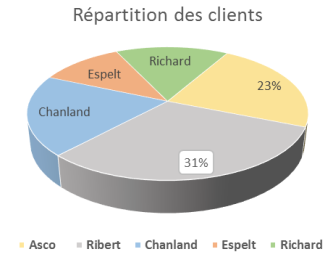 Répartition des clients
Richard
23%
Espelt
Chanland
31%
Asco Ribert Chanland Espelt Richard